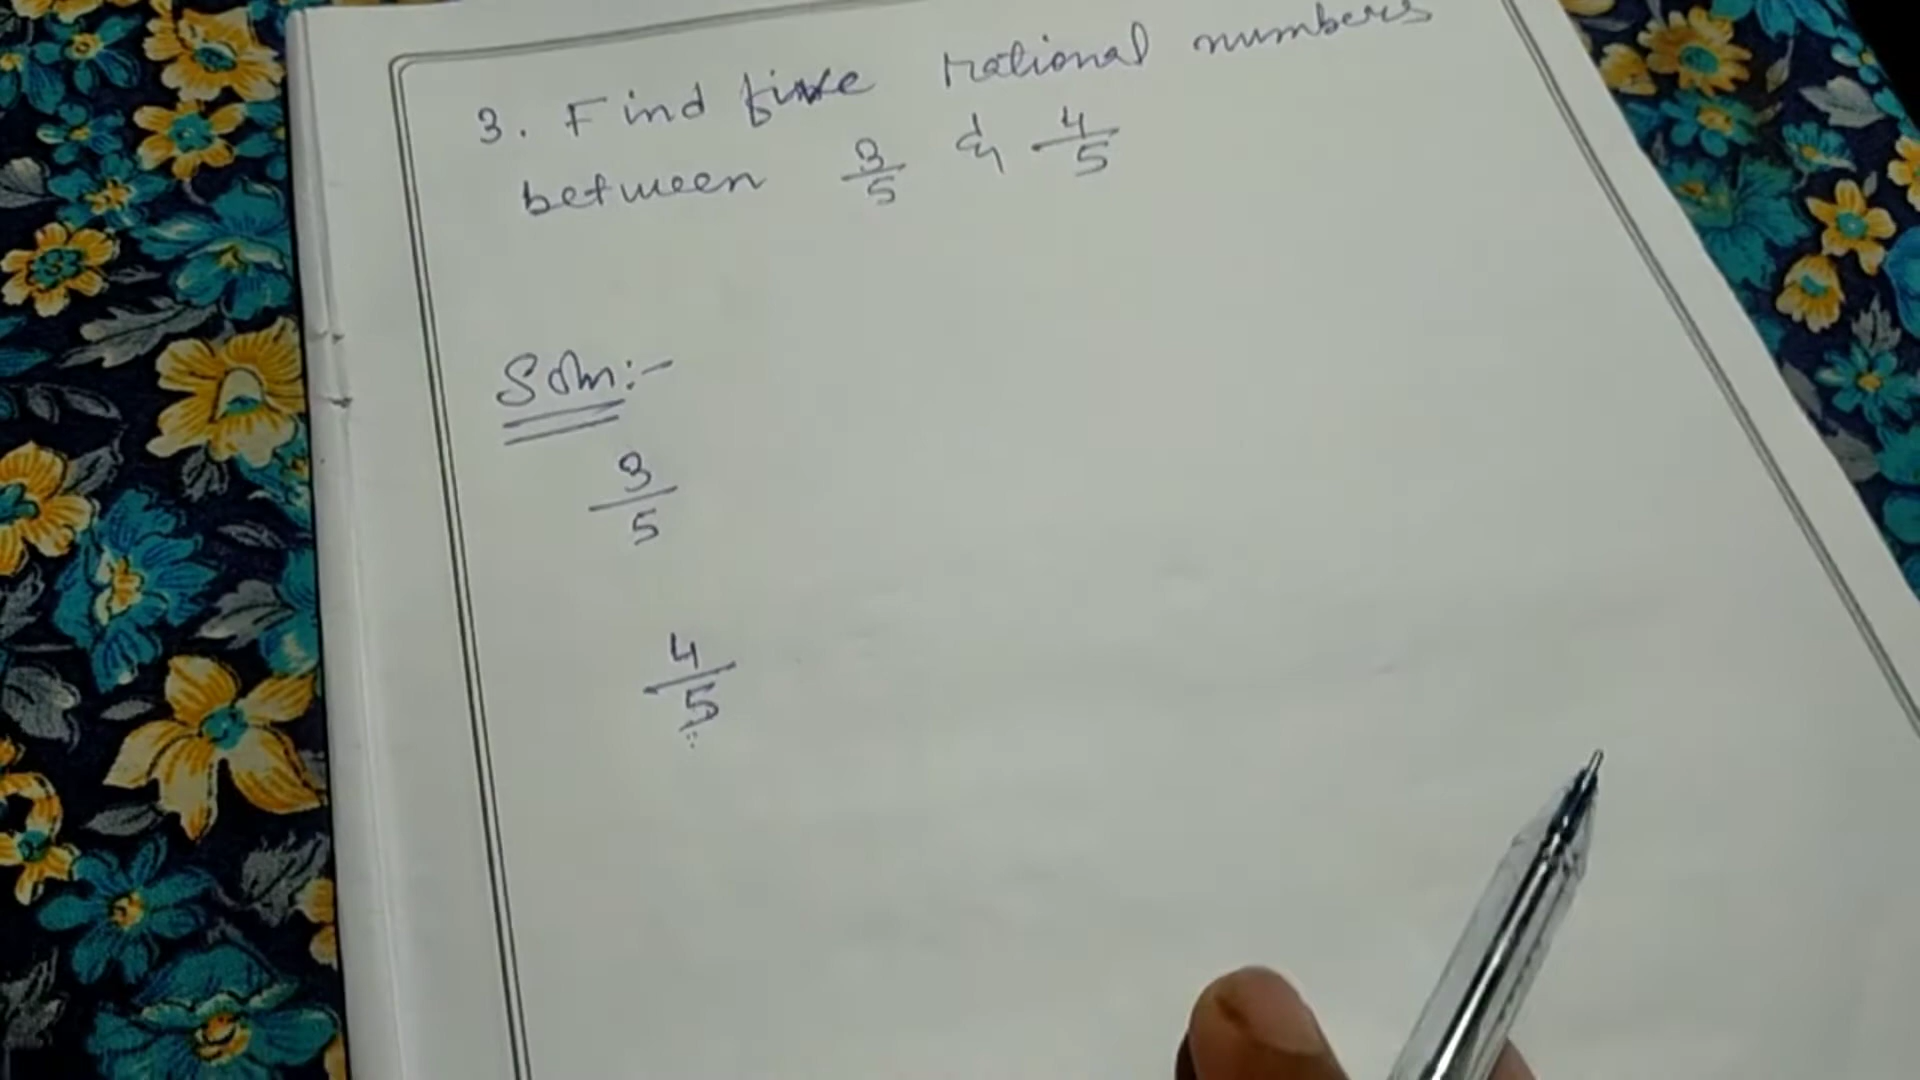 3. Find five rational numbers
between 3/5 & 4/5
Soln:-
3/5
4/5